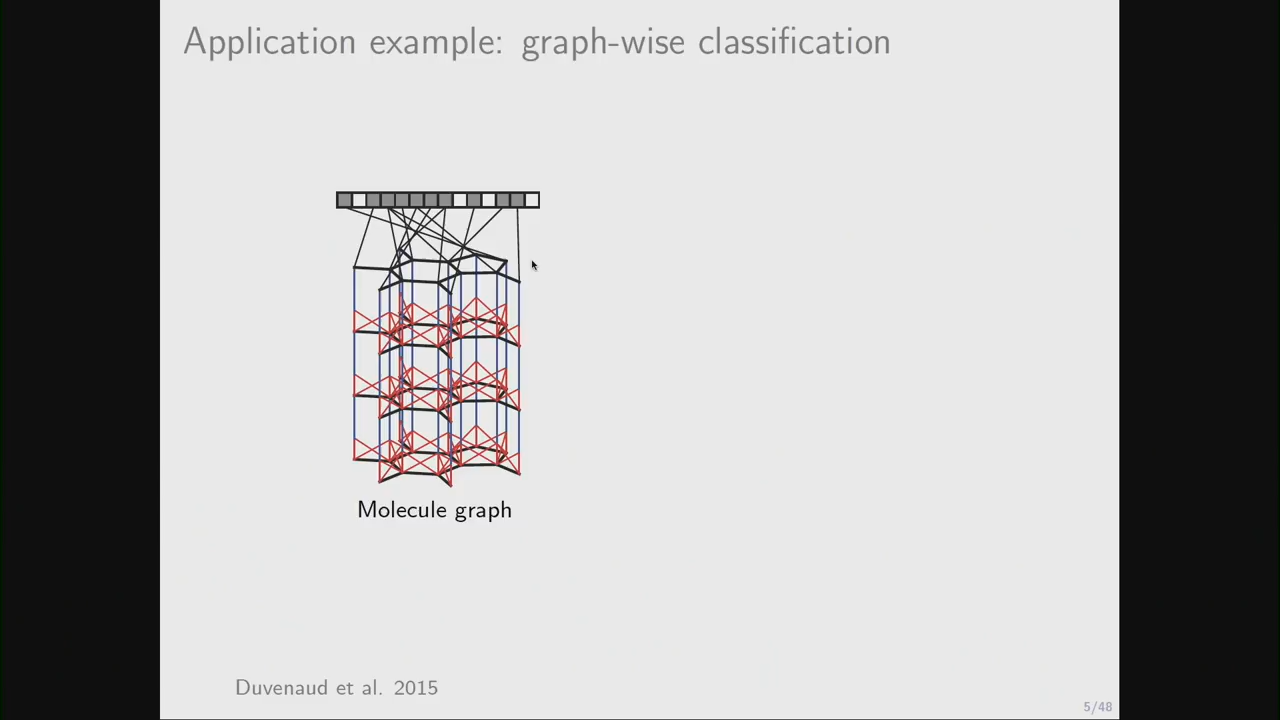 Application example: graph-wise classification
Molecule graph
Duvenaud et al. 2015
5/48